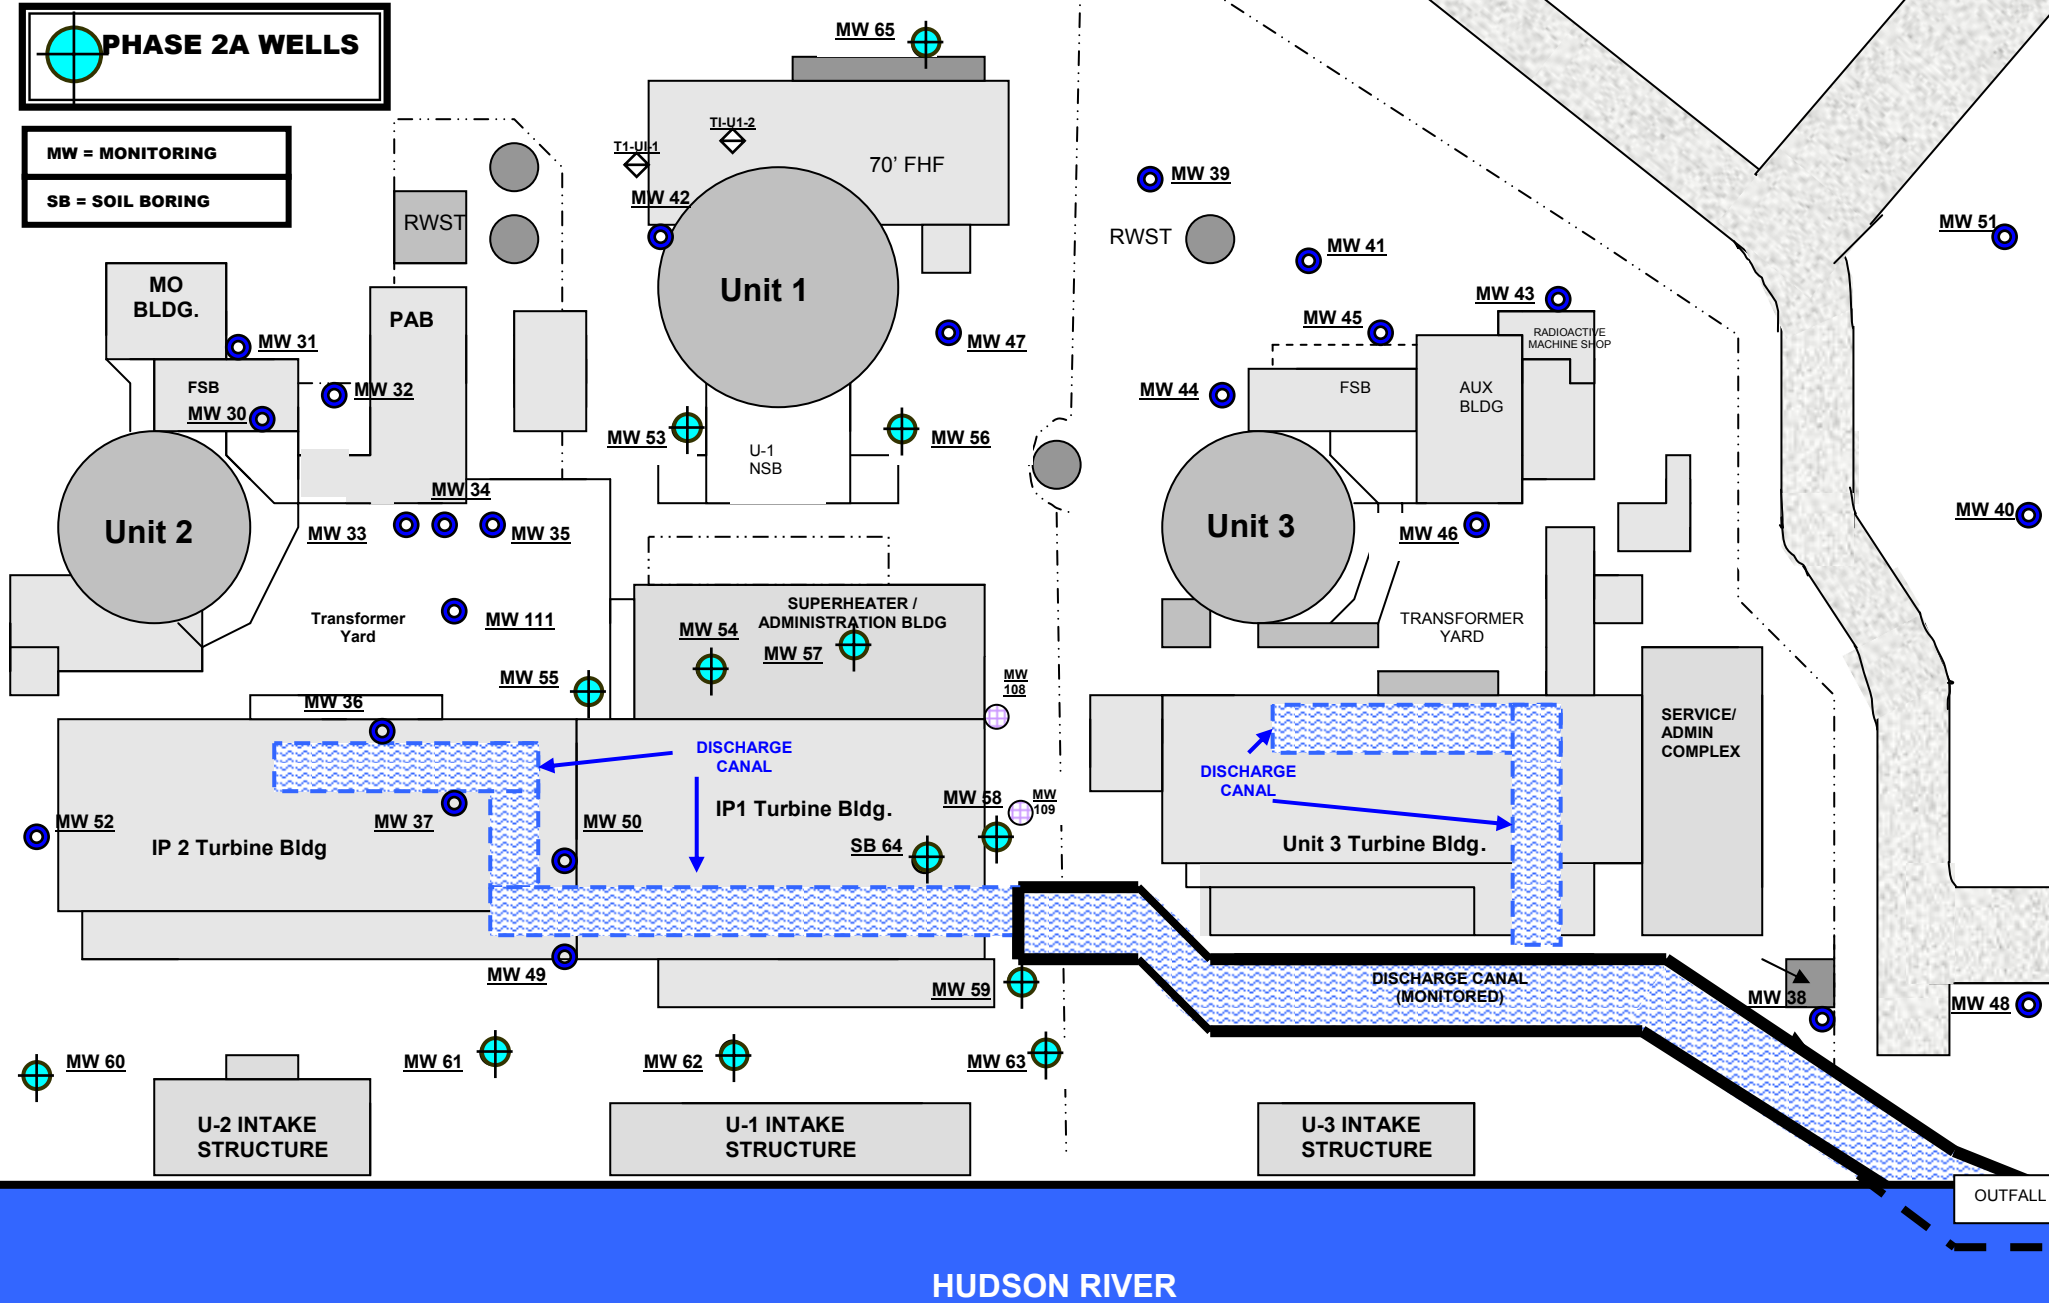 PHASE 2A WELLS
MW = MONITORING
SB = SOIL BORING
MW 65
TI-U1-2
T1-UI-1
70' FHF
MW 42
RWST
Unit 1
MW 39
RWST
MW 41
MW 51
MO
BLDG.
PAB
MW 31
FSB
MW 30
MW 32
MW 47
MW 43
MW 45
RADIOACTIVE
MACHINE SHOP
MW 44
FSB
AUX
BLDG
MW 53
U-1
NSB
MW 56
MW 34
MW 33
MW 35
Unit 2
Unit 3
MW 46
MW 40
Transformer
Yard
MW 111
SUPERHEATER /
ADMINISTRATION BLDG
MW 54
MW 57
TRANSFORMER
YARD
MW 55
MW
108
MW 36
DISCHARGE
CANAL
DISCHARGE
CANAL
SERVICE/
ADMIN
COMPLEX
MW 52
MW 37
MW 50
IP1 Turbine Bldg.
MW 58
MW
109
IP 2 Turbine Bldg
SB 64
Unit 3 Turbine Bldg.
MW 49
MW 59
DISCHARGE CANAL
(MONITORED)
MW 38
MW 48
MW 60
MW 61
MW 62
MW 63
U-2 INTAKE
STRUCTURE
U-1 INTAKE
STRUCTURE
U-3 INTAKE
STRUCTURE
OUTFALL
HUDSON RIVER